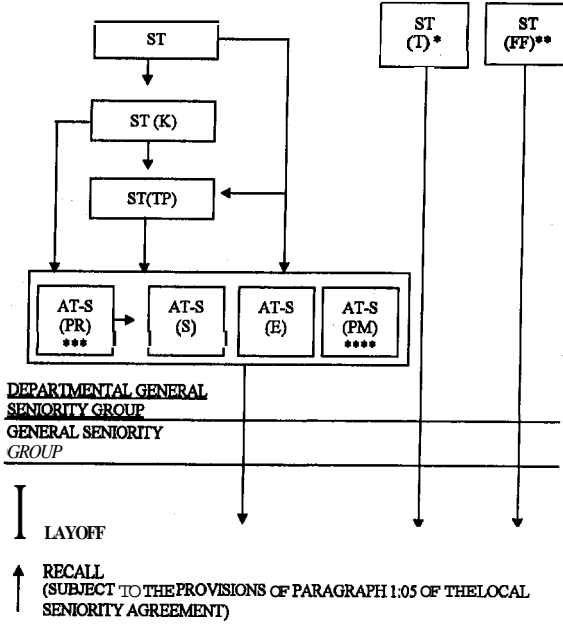 ST
ST
(T) *
ST
(FF)**
ST (K)
ST(TP)
AT-S
(PR)
***
AT-S
(S)
AT-S
(E)
AT-S
(PM)
****
DEPARTMENTAL GENERAL
SENIORITY GROUP
GENERAL SENIORITY
GROUP
LAYOFF
RECALL
(SUBJECT TO THE PROVISIONS OF PARAGRAPH 1:05 OF THE LOCAL
SENIORITY AGREEMENT)